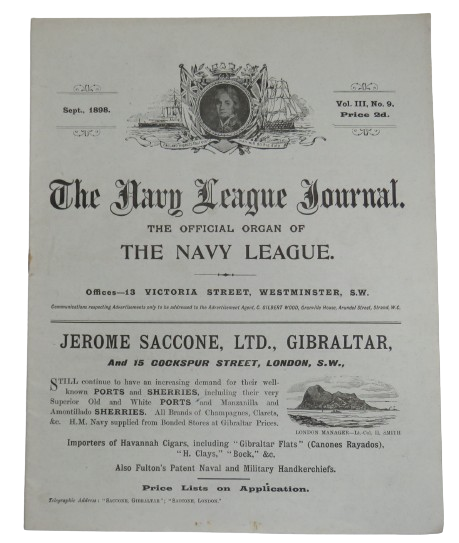 Sept., 1898.
Vol. III, No. 9.
Price 2d.
The Navy League Journal.
THE OFFICIAL ORGAN OF
THE NAVY LEAGUE.
Offices—13 VICTORIA STREET, WESTMINSTER, S.W.
Communications respecting Advertisements only to be addressed to the Advertisement Agent, C. GILBERT WOOD, Granville House, Arundel Street, Strand, W.C.
JEROME SACCONE, LTD., GIBRALTAR,
And 15 COCKSPUR STREET, LONDON, S.W.,
STILL continue to have an increasing demand for their well-
known PORTS and SHERRIES, including their very
Superior Old and White PORTS and Manzanilla and
Amontillado SHERRIES. All Brands of Champagnes, Clarets,
&c. H.M. Navy supplied from Bonded Stores at Gibraltar Prices.
LONDON MANAGER—Lt. Col. G. SMITH
Importers of Havannah Cigars, including "Gibraltar Flats" (Canones Rayados),
"H. Clays," "Bock," &c.
Also Fulton's Patent Naval and Military Handkerchiefs.
Price Lists on Application.
Telegraphic Address: "SACCONE, GIBRALTAR"; "SACCONE, LONDON."